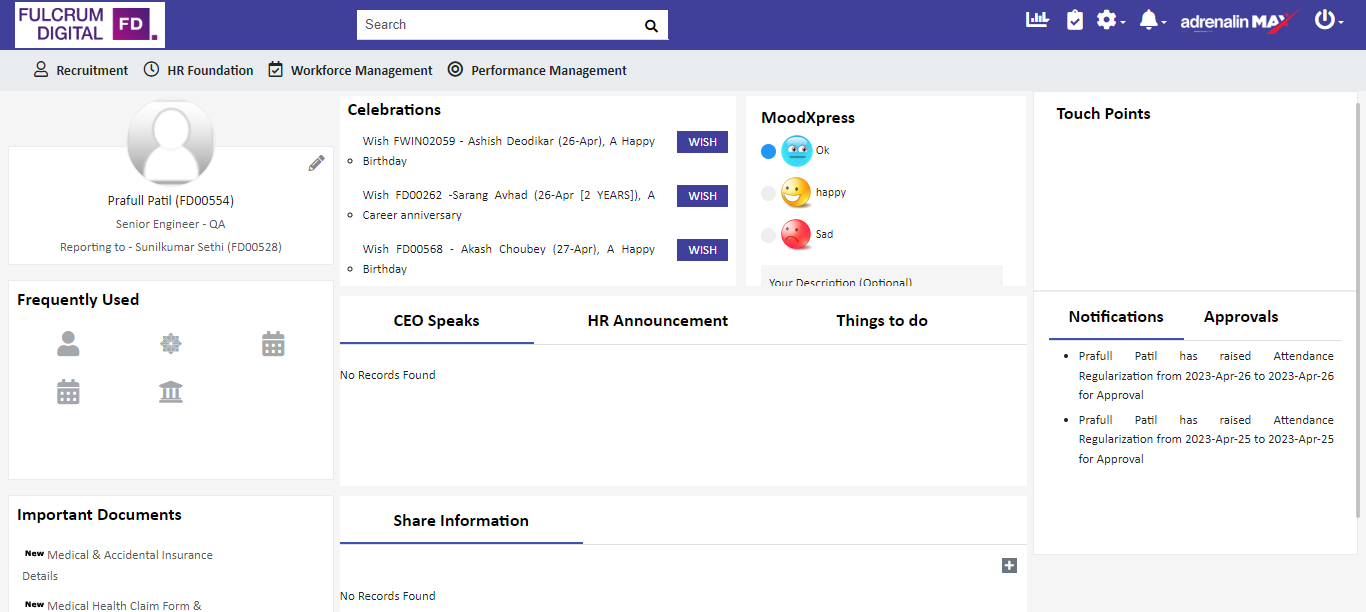 FULCRUM
DIGITAL
FD
Search
adrenalin MAX
Recruitment
HR Foundation
Workforce Management
Performance Management
Prafull Patil (FD00554)
Senior Engineer - QA
Reporting to - Sunilkumar Sethi (FD00528)
Frequently Used
Important Documents
New Medical & Accidental Insurance
Details
New Medical Health Claim Form &
Celebrations
Wish FWIN02059 - Ashish Deodikar (26-Apr), A Happy
Birthday
WISH
Wish FD00262 -Sarang Avhad (26-Apr [2 YEARS]), A
Career anniversary
WISH
Wish FD00568 - Akash Choubey (27-Apr), A Happy
Birthday
WISH
MoodXpress
Ok
happy
Sad
Your Description (Optional)
CEO Speaks
HR Announcement
Things to do
No Records Found
Share Information
No Records Found
Touch Points
Notifications
Approvals
Prafull Patil has raised Attendance
Regularization from 2023-Apr-26 to 2023-Apr-26
for Approval
Prafull Patil has raised Attendance
Regularization from 2023-Apr-25 to 2023-Apr-25
for Approval